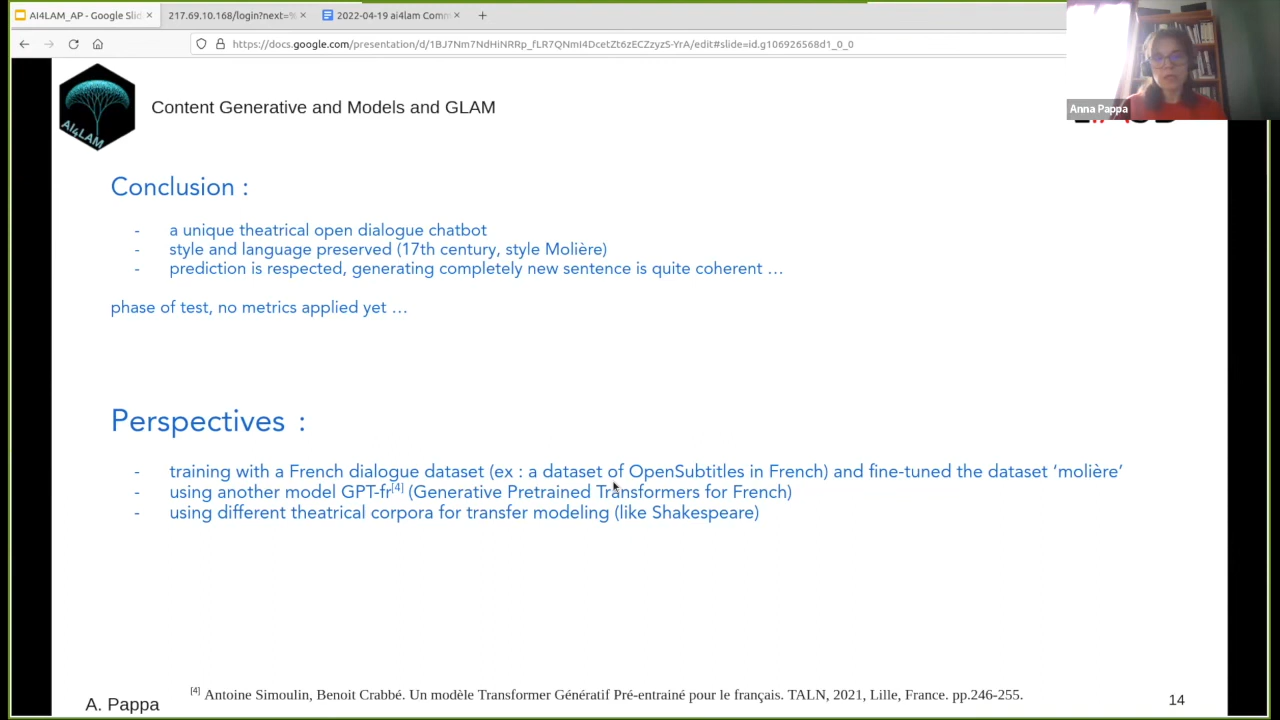 AI4LAM_AP - Google Slid
217.69.10.168/login?next=%
2022-04-19 ai4lam Comm
https://docs.google.com/presentation/d/1BJ7Nm7NdHiNRRp_fLR7QNmI4DcetZt6zECZzyzS-YrA/edit#slide=id.g106926568d1_0_0
Anna Pappa
AI4LAM
Content Generative and Models and GLAM
Conclusion :
- a unique theatrical open dialogue chatbot
- style and language preserved (17th century, style Molière)
- prediction is respected, generating completely new sentence is quite coherent …
phase of test, no metrics applied yet …
Perspectives :
- training with a French dialogue dataset (ex : a dataset of OpenSubtitles in French) and fine-tuned the dataset ‘molière’
- using another model GPT-fr[4] (Generative Pretrained Transformers for French)
- using different theatrical corpora for transfer modeling (like Shakespeare)
[4] Antoine Simoulin, Benoit Crabbé. Un modèle Transformer Génératif Pré-entrainé pour le français. TALN, 2021, Lille, France. pp.246-255.
A. Pappa
14